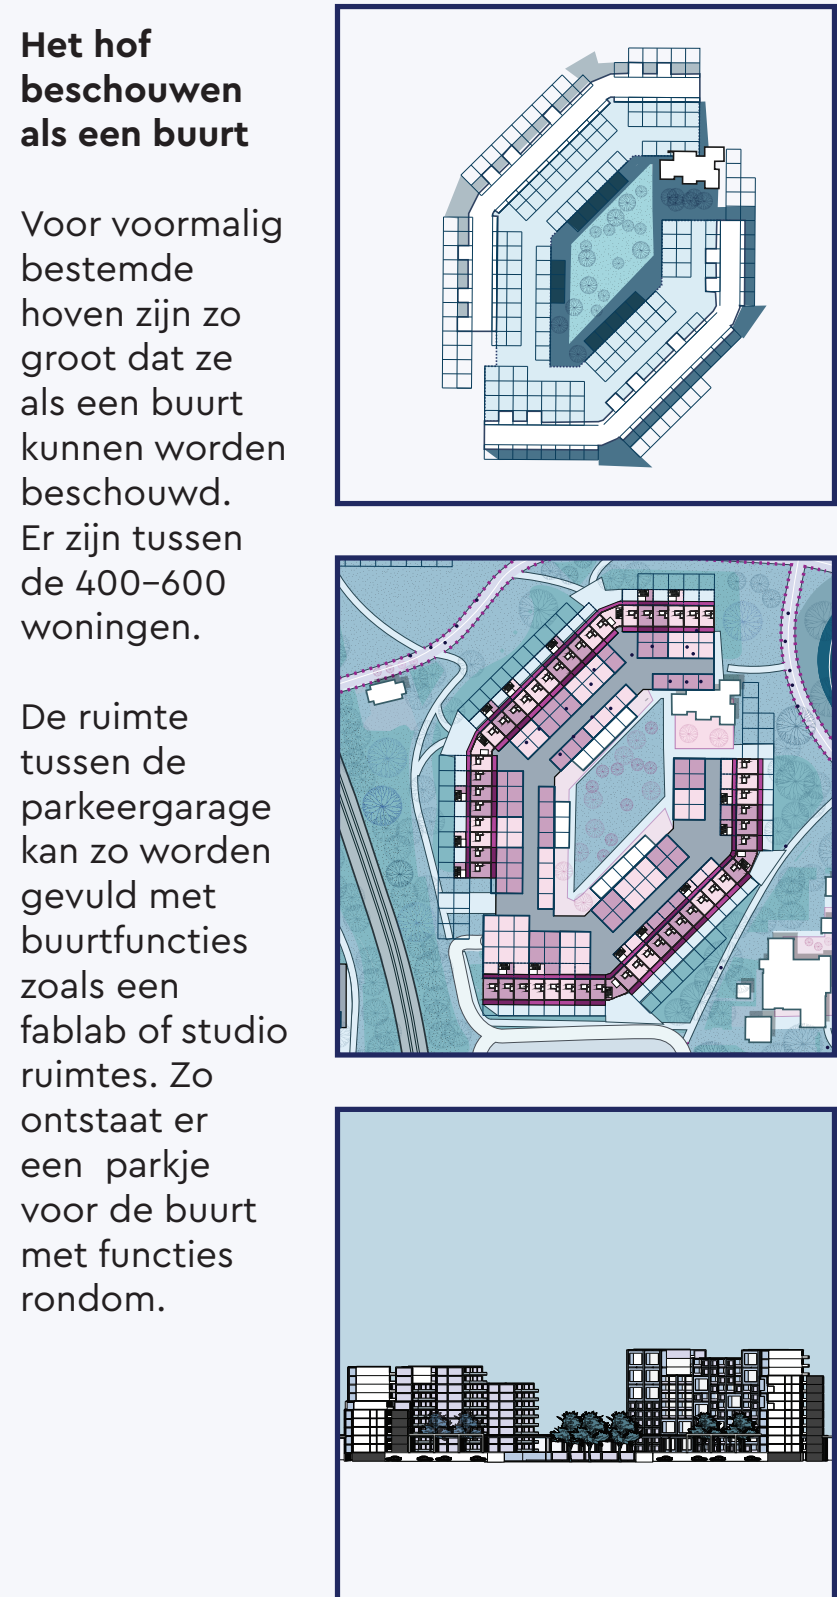 Het hof
beschouwen
als een buurt
Voor voormalig
bestemde
hoven zijn zo
groot dat ze
als een buurt
kunnen worden
beschouwd.
Er zijn tussen
de 400-600
woningen.
De ruimte
tussen de
parkeergarage
kan zo worden
gevuld met
buurtfuncties
zoals een
fablab of studio
ruimtes. Zo
ontstaat er
een  parkje
voor de buurt
met functies
rondom.